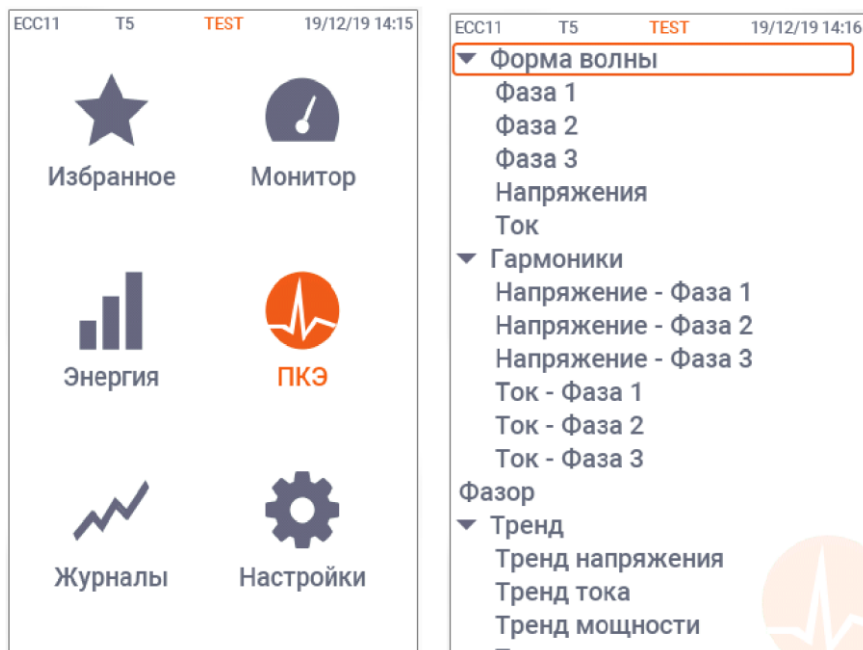 ECC11 T5 TEST 19/12/19 14:15
Избранное Монитор
Энергия ПКЭ
Журналы Настройки
ECC11 T5 TEST 19/12/19 14:16
Форма волны
Фаза 1
Фаза 2
Фаза 3
Напряжения
Ток
Гармоники
Напряжение - Фаза 1
Напряжение - Фаза 2
Напряжение - Фаза 3
Ток - Фаза 1
Ток - Фаза 2
Ток - Фаза 3
Фазор
Тренд
Тренд напряжения
Тренд тока
Тренд мощности